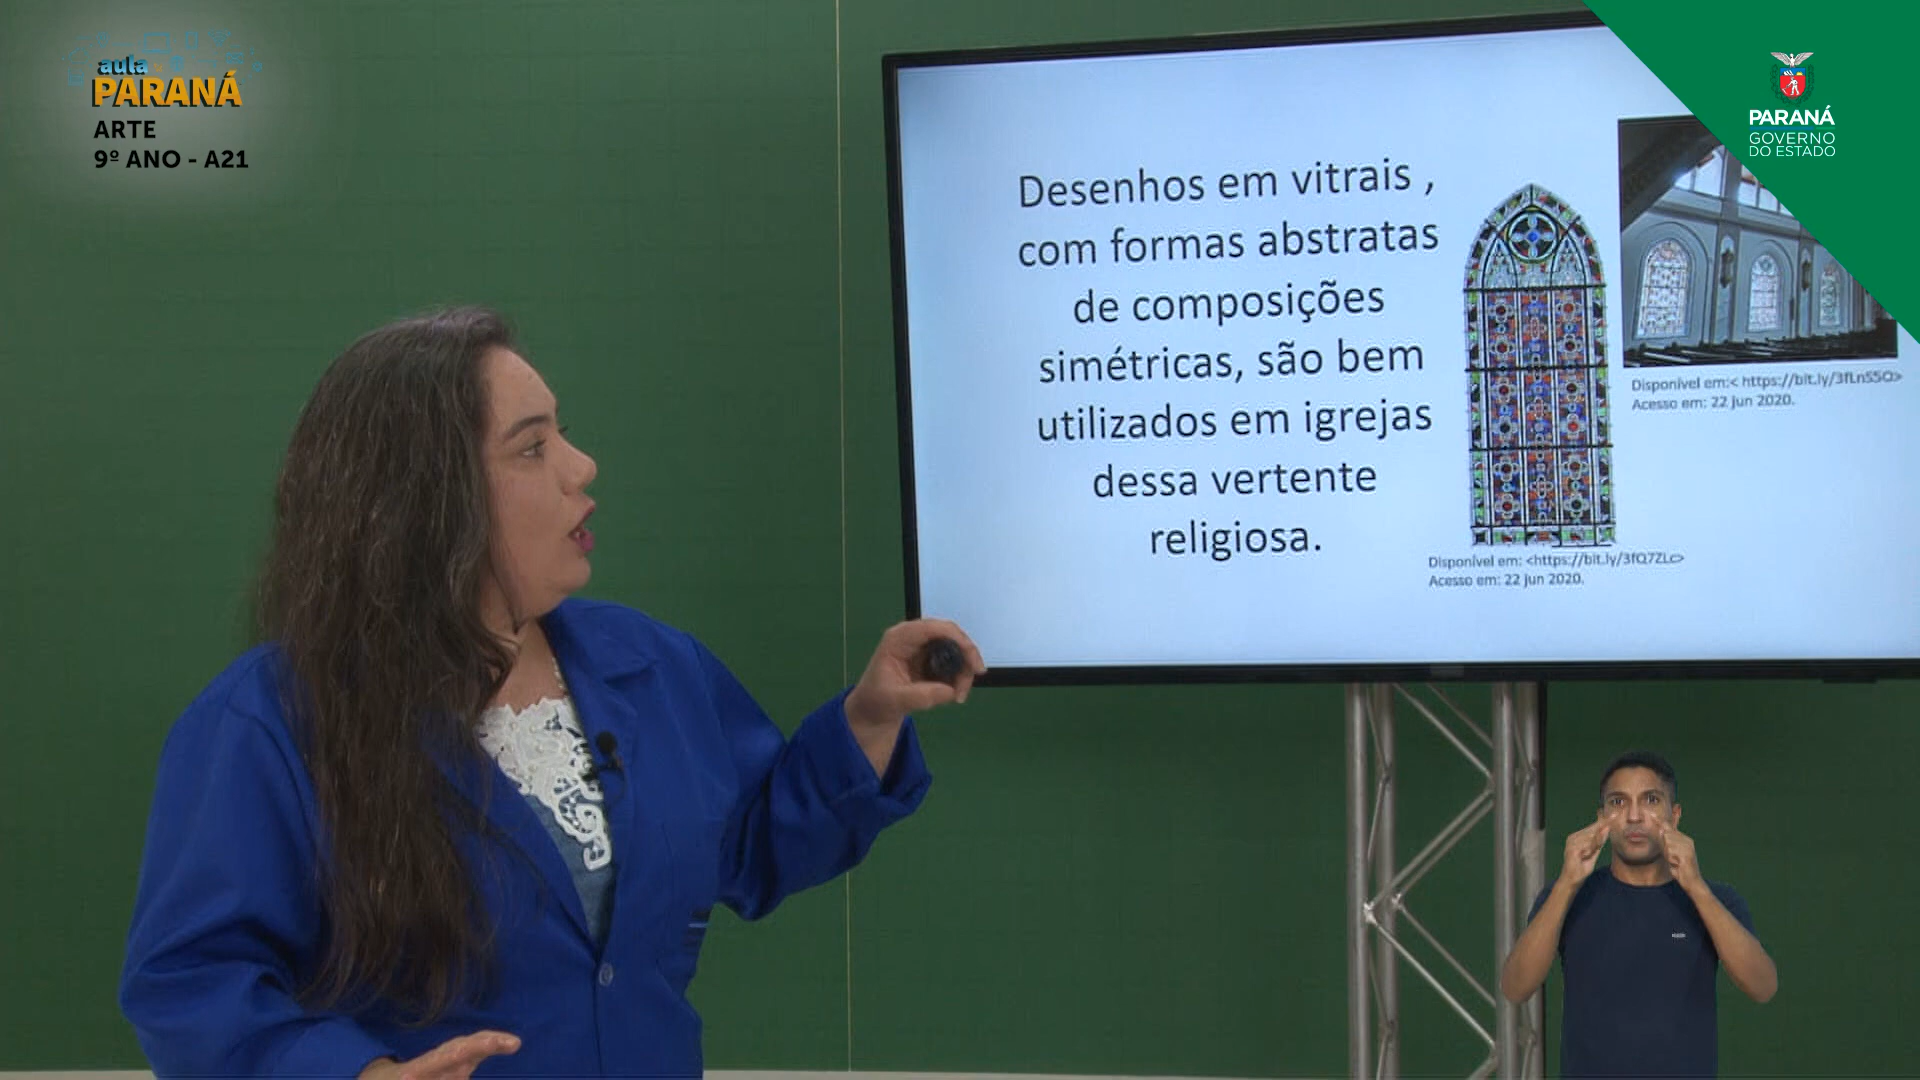 aula
PARANÁ
ARTE
9º ANO - A21
Desenhos em vitrais ,
com formas abstratas
de composições
simétricas, são bem
utilizados em igrejas
dessa vertente
religiosa.
Disponível em: <https://bit.ly/3fQ7ZLc>
Acesso em: 22 jun 2020.
Disponível em:< https://bit.ly/3fLnS5Q>
Acesso em: 22 jun 2020.
PARANÁ
GOVERNO
DO ESTADO